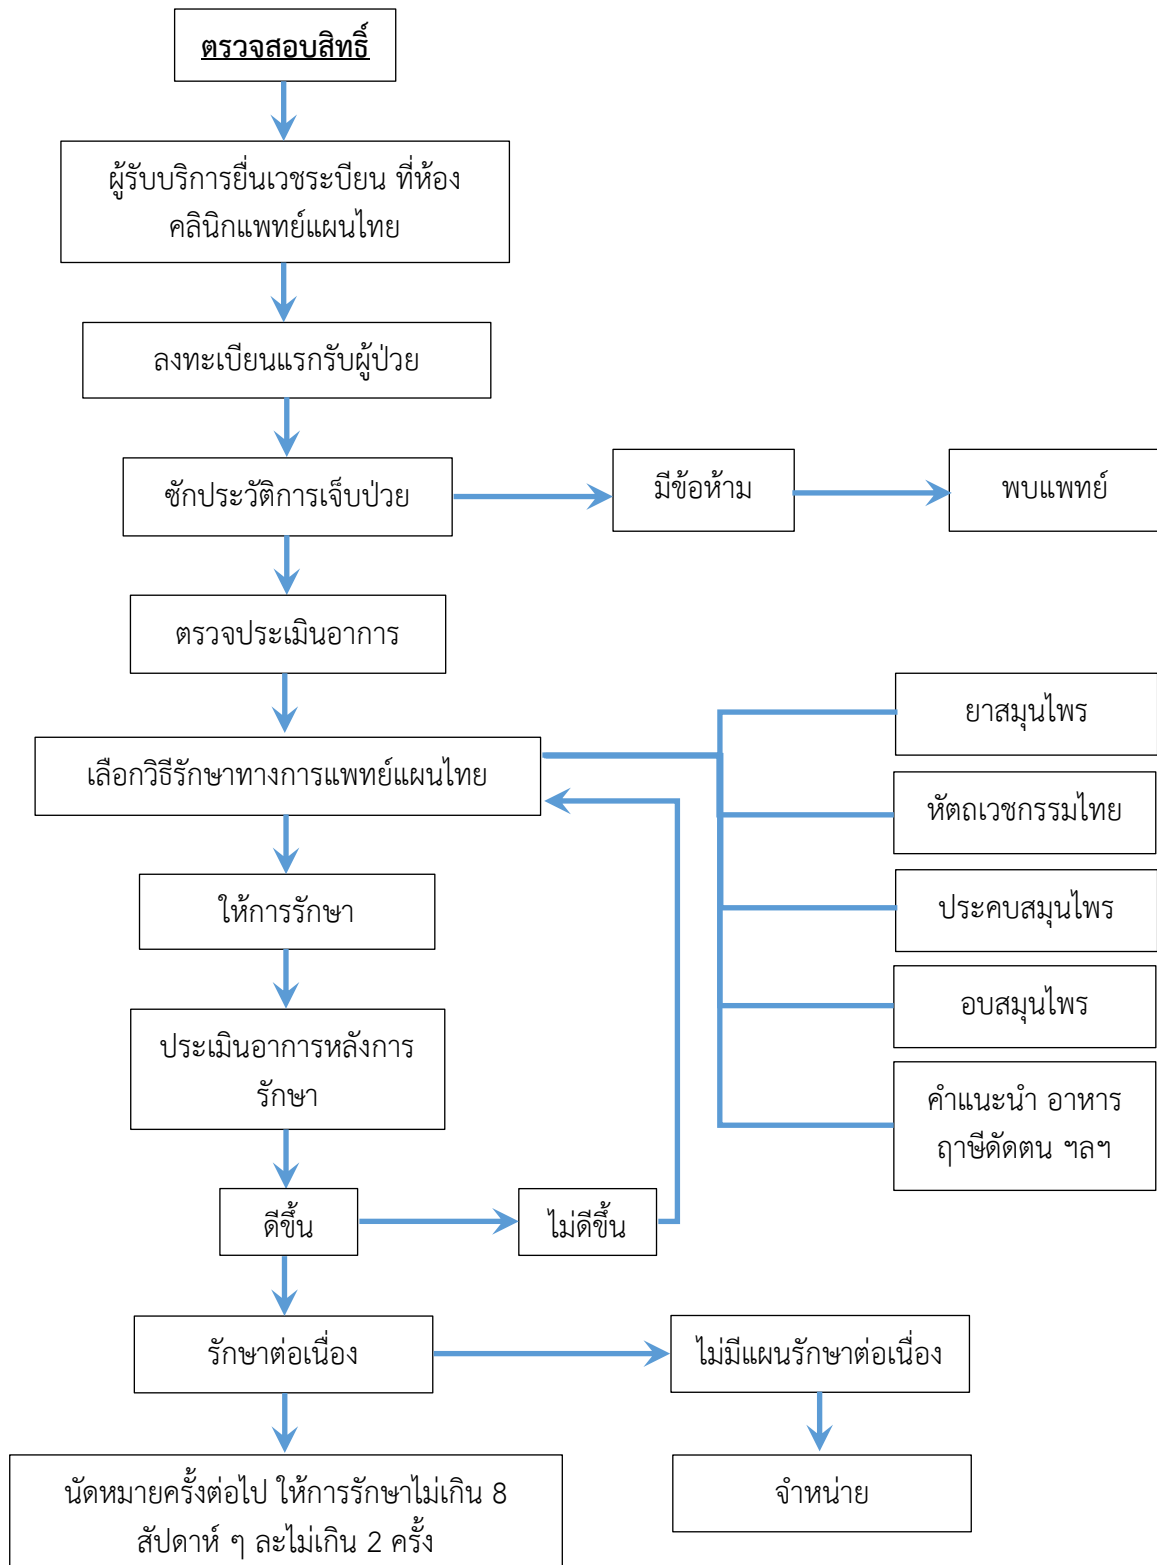 ตรวจสอบสิทธิ์
ผู้รับบริการยื่นเวชระบียน ที่ห้อง
คลินิกแพทย์แผนไทย
ลงทะเบียนแรกรับผู้ป่วย
ซักประวัติการเจ็บป่วย
มีข้อห้าม
พบแพทย์
ตรวจประเมินอาการ
เลือกวิธีรักษาทางการแพทย์แผนไทย
ยาสมุนไพร
หัตถเวชกรรมไทย
ประคบสมุนไพร
อบสมุนไพร
คำแนะนำ อาหาร
ฤาษีดัดตน ฯลฯ
ให้การรักษา
ประเมินอาการหลังการ
รักษา
ดีขึ้น
ไม่ดีขึ้น
รักษาต่อเนื่อง
ไม่มีแผนรักษาต่อเนื่อง
นัดหมายครั้งต่อไป ให้การรักษาไม่เกิน 8
สัปดาห์ ๆ ละไม่เกิน 2 ครั้ง
จำหน่าย